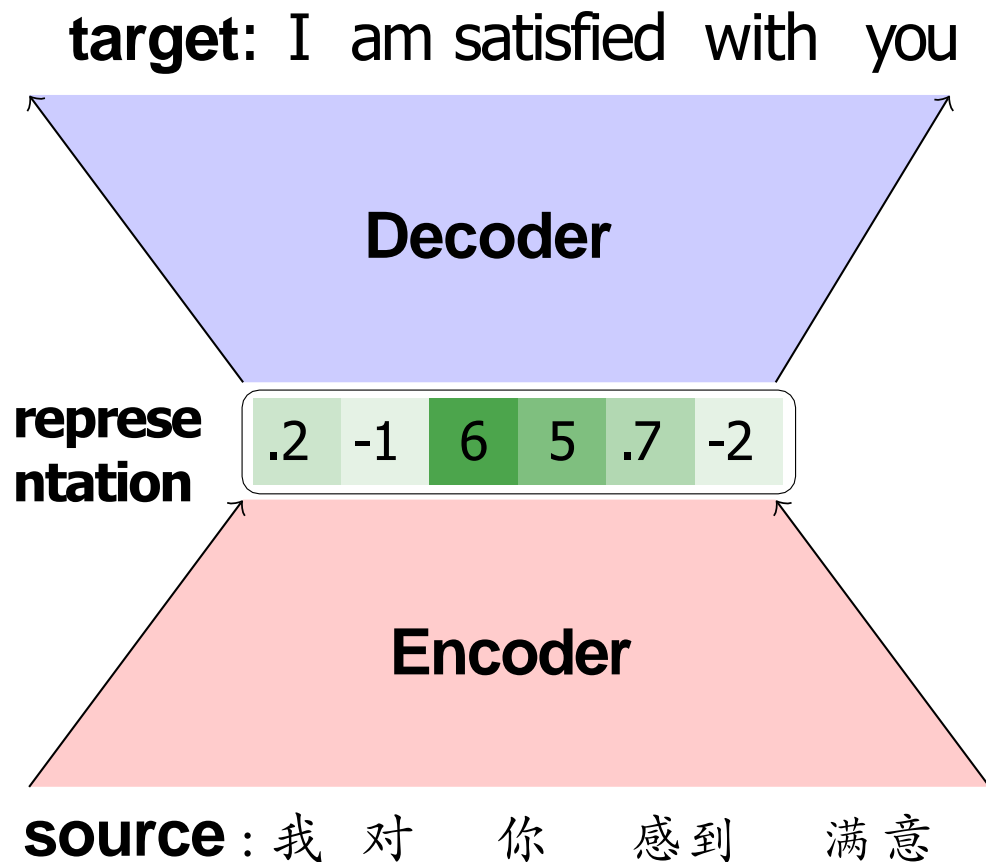 target: I am satisfied with you
Decoder
represe
ntation
.2 -1 6 5 .7 -2
Encoder
source : 我 对 你 感到 满意